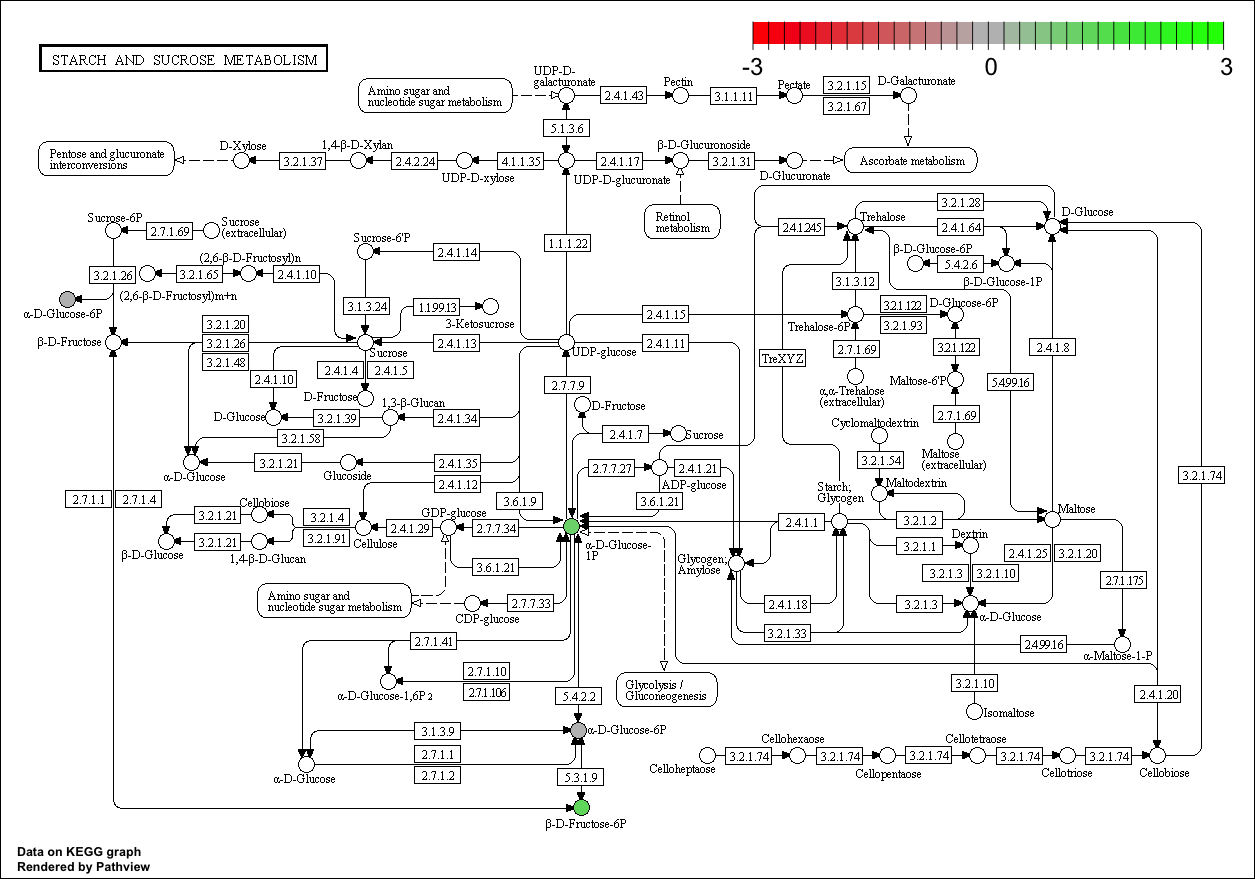 -3
0
3
STARCH AND SUCROSE METABOLISM
UDP-D-
galacturonate
Amino sugar and
nucleotide sugar metabolism
2.4.1.43
Pectin
3.1.1.11
Pectate
3.2.1.15
3.2.1.67
D-Galacturonate
5.1.3.6
Pentose and glucuronate
interconversions
D-Xylose
3.2.1.37
1,4-β-D-Xylan
2.4.2.24
UDP-D-xylose
4.1.1.35
UDP-D-glucuronate
2.4.1.17
β-D-Glucuronoside
3.2.1.31
D-Glucuronate
Ascorbate metabolism
Retinol
metabolism
Sucrose-6P
2.7.1.69
Sucrose
(extracellular)
Sucrose-6'P
2.4.1.14
1.1.1.22
2.4.1.245
Trehalose
3.2.1.28
2.4.1.64
D-Glucose
β-D-Glucose-6P
5.4.2.6
β-D-Glucose-1P
3.2.1.26
3.2.1.65
(2,6-β-D-Fructosyl)n
2.4.1.10
(2,6-β-D-Fructosyl)m+n
α-D-Glucose-6P
3.1.3.24
1.1.99.13
3-Ketosucrose
3.1.3.12
2.4.1.15
Trehalose-6P
3.2.1.122
3.2.1.93
D-Glucose-6P
β-D-Fructose
3.2.1.20
3.2.1.26
3.2.1.48
Sucrose
2.4.1.13
UDP-glucose
2.4.1.11
TreXYZ
2.7.1.69
3.2.1.122
2.4.1.8
2.4.1.10
2.4.1.4
2.4.1.5
D-Fructose
2.7.7.9
D-Fructose
α,α-Trehalose
(extracellular)
Maltose-6'P
5.4.99.16
D-Glucose
3.2.1.39
1,3-β-Glucan
2.4.1.34
3.2.1.58
2.4.1.7
Sucrose
2.7.1.69
Maltose
(extracellular)
Cyclomaltodextrin
3.2.1.54
Maltodextrin
α-D-Glucose
3.2.1.21
Glucoside
2.4.1.35
2.4.1.12
2.7.7.27
ADP-glucose
2.4.1.21
3.2.1.74
2.7.1.1
2.7.1.4
3.6.1.9
3.6.1.21
Starch;
Glycogen
Cellobiose
3.2.1.21
3.2.1.4
3.2.1.21
3.2.1.91
β-D-Glucose
1,4-β-D-Glucan
Cellulose
2.4.1.29
GDP-glucose
2.7.7.34
α-D-Glucose-
1P
2.4.1.1
3.2.1.2
Maltose
3.2.1.1
Dextrin
2.4.1.25
3.2.1.20
3.6.1.21
Glycogen;
Amylose
3.2.1.3
3.2.1.10
2.7.1.175
Amino sugar and
nucleotide sugar metabolism
CDP-glucose
2.7.7.33
2.4.1.18
3.2.1.3
α-D-Glucose
3.2.1.33
2.7.1.41
2.4.99.16
α-Maltose-1-P
2.7.1.10
2.7.1.106
α-D-Glucose-1,6P2
Glycolysis /
Gluconeogenesis
5.4.2.2
3.2.1.10
Isomaltose
2.4.1.20
3.1.3.9
α-D-Glucose-6P
2.7.1.1
2.7.1.2
α-D-Glucose
5.3.1.9
β-D-Fructose-6P
Celloheptaose
3.2.1.74
Cellohexaose
3.2.1.74
Cellopentaose
3.2.1.74
Cellotetraose
3.2.1.74
Cellotriose
3.2.1.74
Cellobiose
Data on KEGG graph
Rendered by Pathview